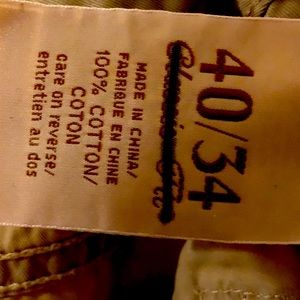 40/34
MADE IN CHINA/
FABRIQUE EN CHINE
100% COTTON/
COTON
care on reverse/
entretien au dos